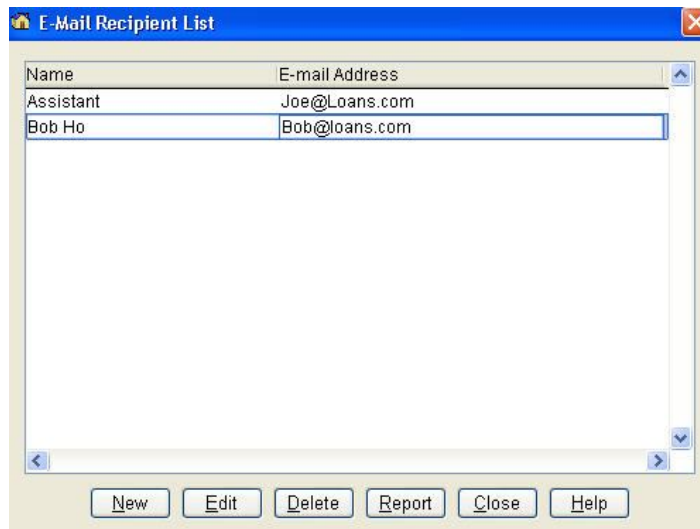 E-Mail Recipient List
Name E-mail Address
Assistant Joe@Loans.com
Bob Ho Bob@loans.com
New Edit Delete Report Close Help